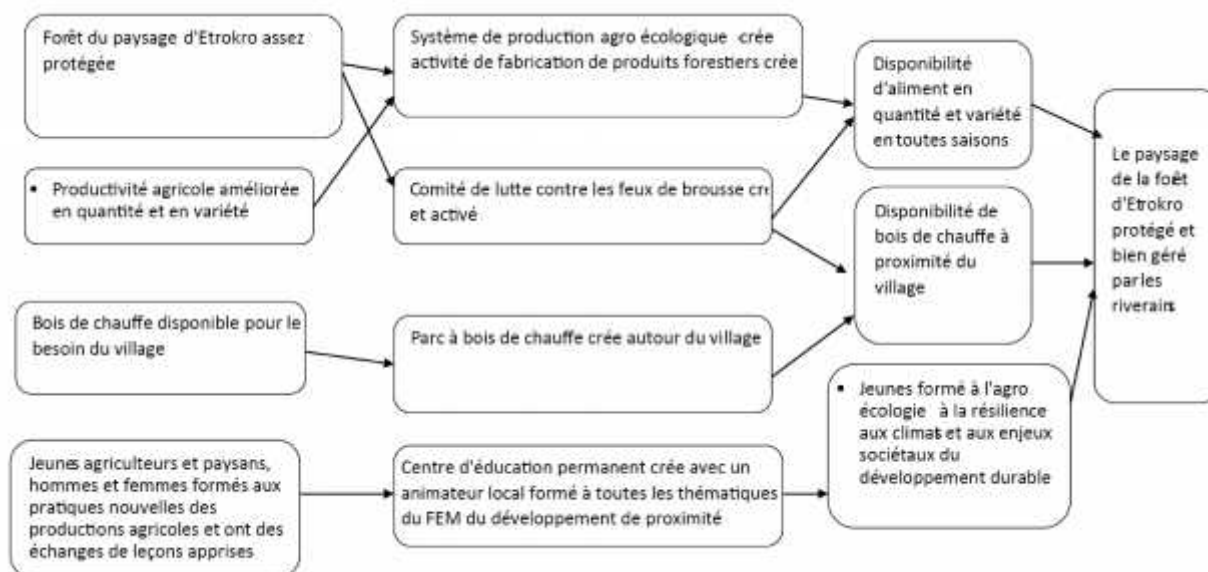 Forêt du paysage d'Etrokro assez
protégée
▪ Productivité agricole améliorée
en quantité et en variété
Bois de chauffe disponible pour le
besoin du village
Jeunes agriculteurs et paysans,
hommes et femmes formés aux
pratiques nouvelles des
productions agricoles et ont des
échanges de leçons apprises
Système de production agro écologique crée
activité de fabrication de produits forestiers crée
Comité de lutte contre les feux de brousse
et activé
Parc à bois de chauffe crée autour du village
Centre d'éducation permanent crée avec un
animateur local formé à toutes les thématiques
du FEM du développement de proximité
Disponibilité
d'aliment en
quantité et variété
en toutes saisons
Disponibilité de
bois de chauffe à
proximité du
village
▪ Jeunes formé à l'agro
écologie à la résilience
aux climats et aux enjeux
sociétaux du
développement durable
Le paysage
de la foêt
d'Etrokro
protégé et
bien géré
par les
riverains